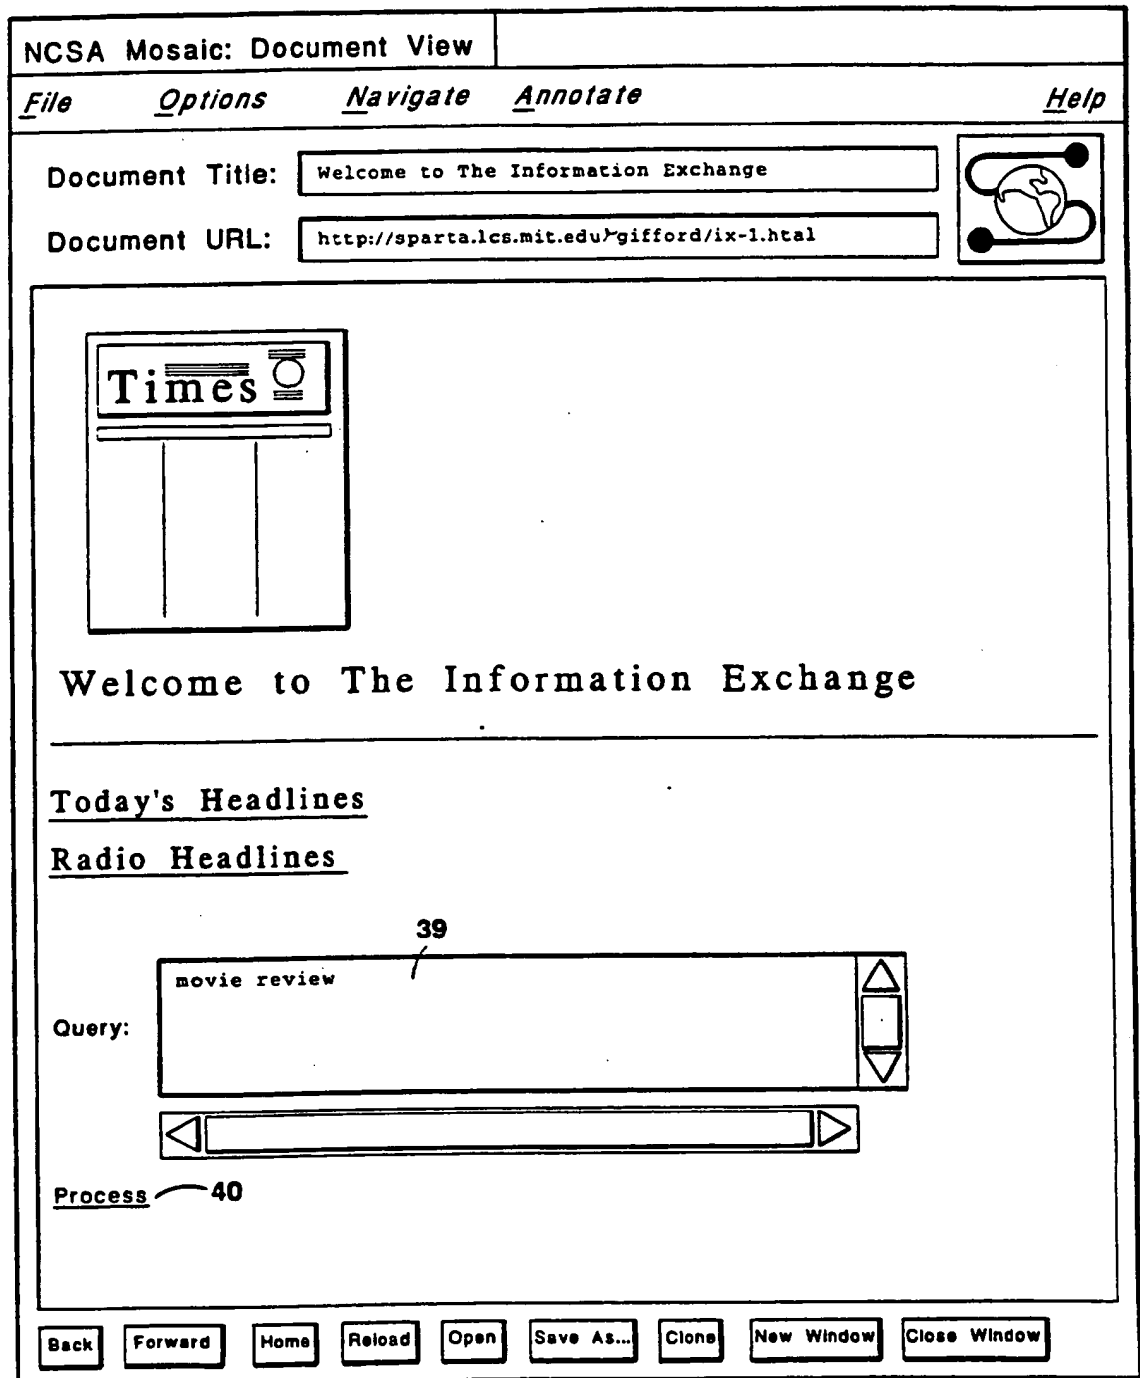 NCSA Mosaic: Document View
File Options Navigate Annotate Help
Document Title: Welcome to The Information Exchange
Document URL: http://sparta.lcs.mit.edu/~gifford/ix-1.htal
Times
Welcome to The Information Exchange
Today's Headlines
Radio Headlines
39
movie review
Query:
Process 40
Back Forward Home Reload Open Save As... Clone New Window Close Window